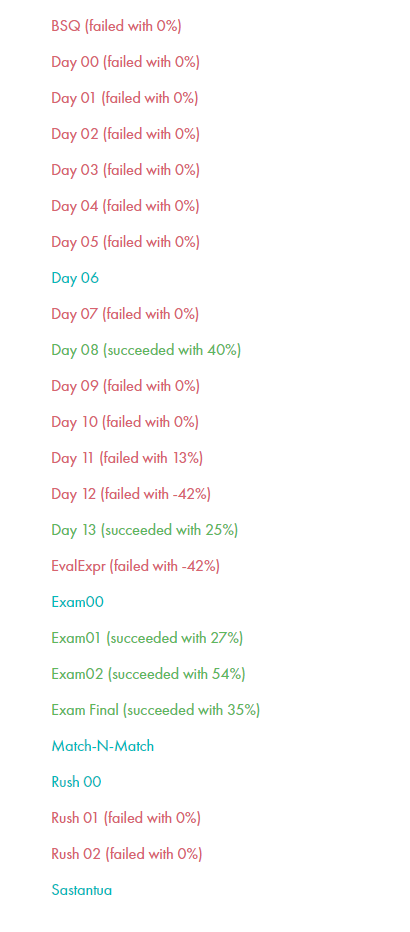 BSQ (failed with 0%)
Day 00 (failed with 0%)
Day 01 (failed with 0%)
Day 02 (failed with 0%)
Day 03 (failed with 0%)
Day 04 (failed with 0%)
Day 05 (failed with 0%)
Day 06
Day 07 (failed with 0%)
Day 08 (succeeded with 40%)
Day 09 (failed with 0%)
Day 10 (failed with 0%)
Day 11 (failed with 13%)
Day 12 (failed with -42%)
Day 13 (succeeded with 25%)
EvalExpr (failed with -42%)
Exam00
Exam01 (succeeded with 27%)
Exam02 (succeeded with 54%)
Exam Final (succeeded with 35%)
Match-N-Match
Rush 00
Rush 01 (failed with 0%)
Rush 02 (failed with 0%)
Sastantua